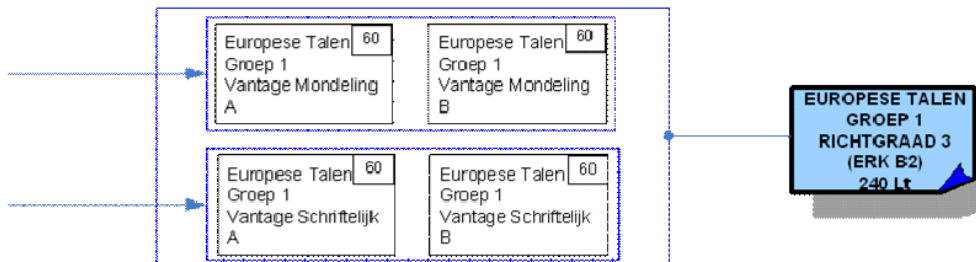 Europese Talen 60
Groep 1
Vantage Mondeling
A
Europese Talen 60
Groep 1
Vantage Mondeling
B
Europese Talen 60
Groep 1
Vantage Schriftelijk
A
Europese Talen 60
Groep 1
Vantage Schriftelijk
B
EUROPESE TALEN
GROEP 1
RICHTGRAAD 3
(ERK B2)
240 Lt